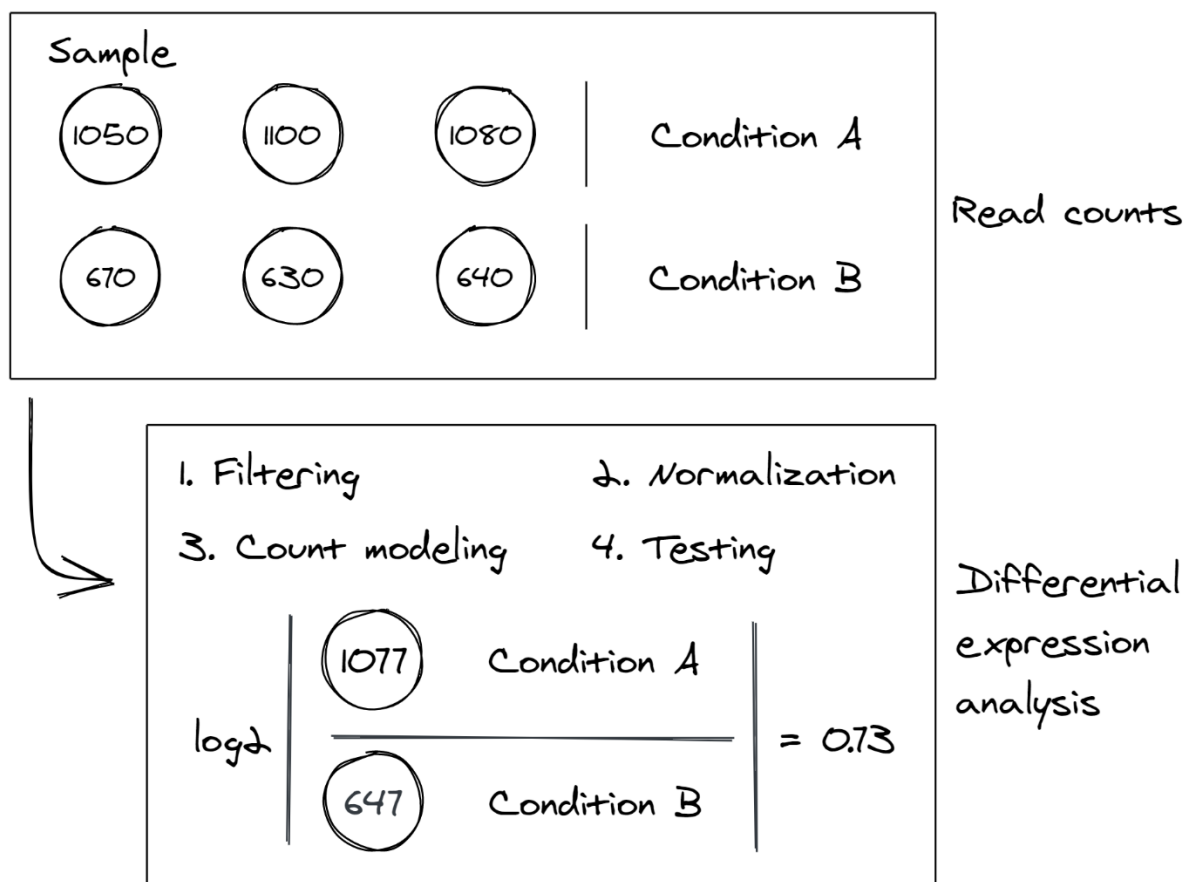 Sample
1050 1100 1080 Condition A
Read counts
670 630 640 Condition B
1. Filtering 2. Normalization
3. Count modeling 4. Testing
Differential
expression
analysis
1077 Condition A
log2 = 0.73
647 Condition B